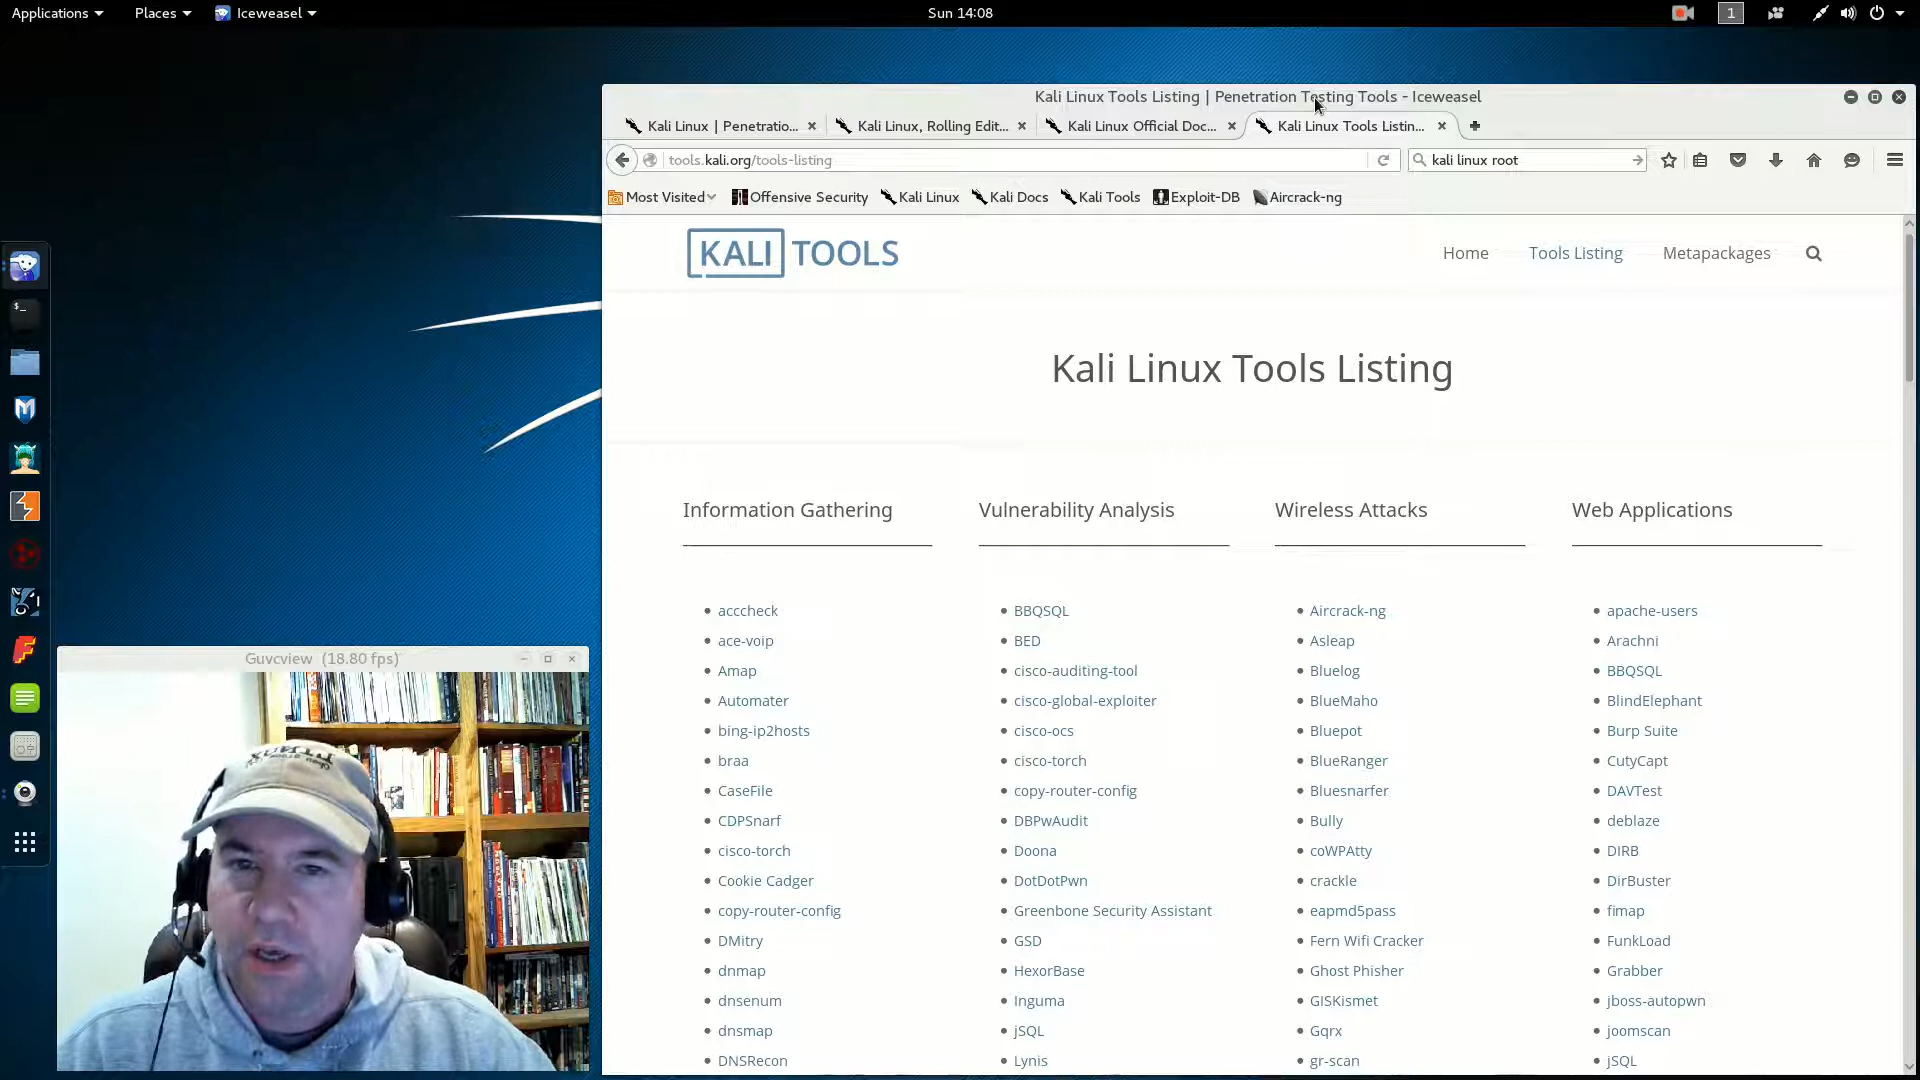 Applications Places Iceweasel Sun 14:08 1
Kali Linux Tools Listing | Penetration Testing Tools - Iceweasel
Kali Linux | Penetratio... Kali Linux, Rolling Edit... Kali Linux Official Doc... Kali Linux Tools Listin...
tools.kali.org/tools-listing kali linux root
Most Visited Offensive Security Kali Linux Kali Docs Kali Tools Exploit-DB Aircrack-ng
KALI TOOLS Home Tools Listing Metapackages
Kali Linux Tools Listing
Information Gathering
acccheck
ace-voip
Amap
Automater
bing-ip2hosts
braa
CaseFile
CDPSnarf
cisco-torch
Cookie Cadger
copy-router-config
DMitry
dnmap
dnsenum
dnsmap
DNSRecon
Vulnerability Analysis
BBQSQL
BED
cisco-auditing-tool
cisco-global-exploiter
cisco-ocs
cisco-torch
copy-router-config
DBPwAudit
Doona
DotDotPwn
Greenbone Security Assistant
GSD
HexorBase
Inguma
jSQL
Lynis
Wireless Attacks
Aircrack-ng
Asleap
Bluelog
BlueMaho
Bluepot
BlueRanger
Bluesnarfer
Bully
coWPAtty
crackle
eapmd5pass
Fern Wifi Cracker
Ghost Phisher
GISKismet
Gqrx
gr-scan
Web Applications
apache-users
Arachni
BBQSQL
BlindElephant
Burp Suite
CutyCapt
DAVTest
deblaze
DIRB
DirBuster
fimap
FunkLoad
Grabber
jboss-autopwn
joomscan
jSQL
Guvcview (18.80 fps)